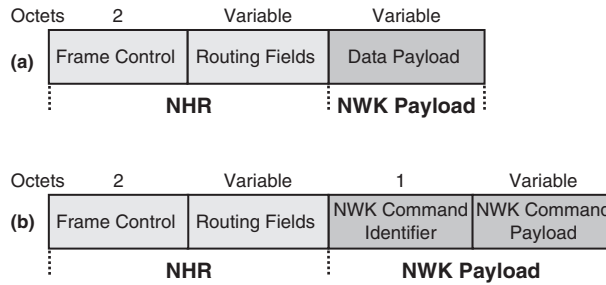 Octets 2 Variable Variable
(a) Frame Control Routing Fields Data Payload
NHR NWK Payload
Octets 2 Variable 1 Variable
(b) Frame Control Routing Fields NWK Command Identifier NWK Command Payload
NHR NWK Payload